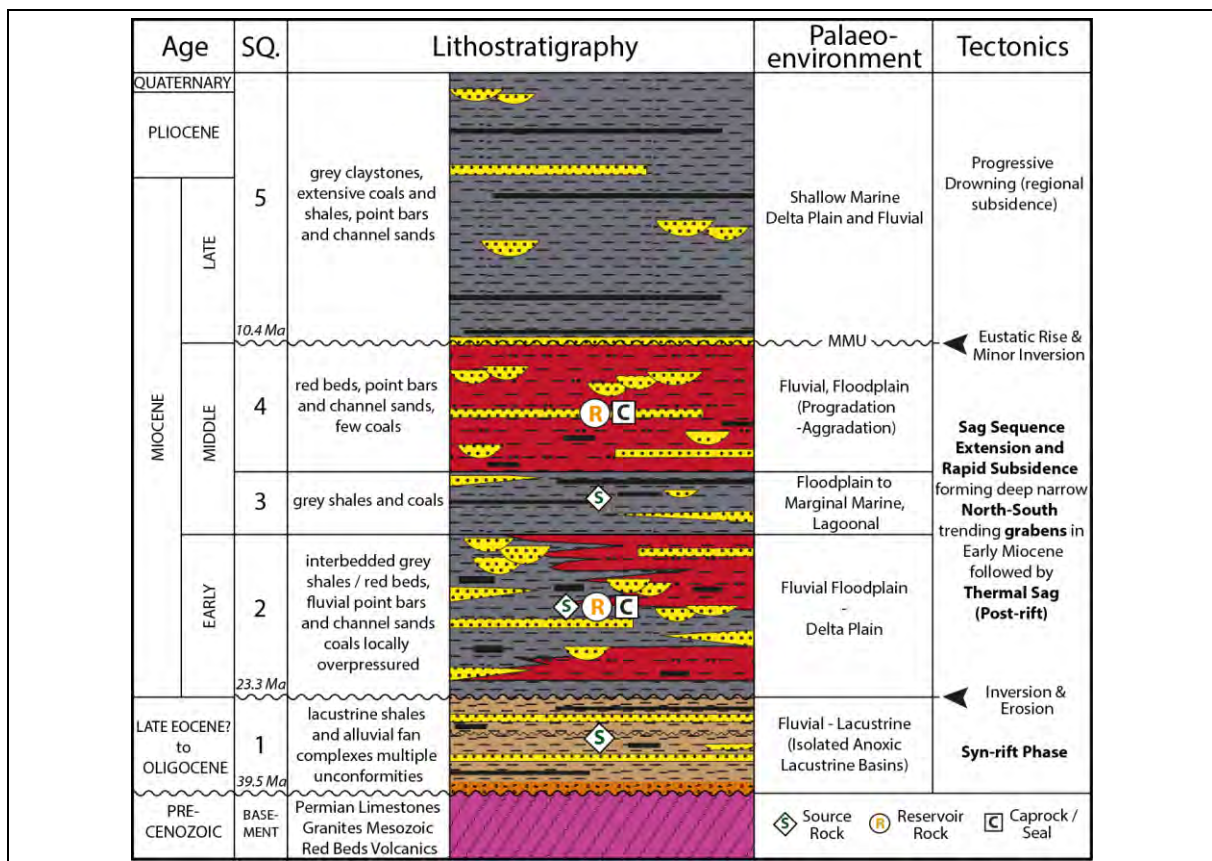 Age
SQ.
Lithostratigraphy
Palaeo-
environment
Tectonics
QUATERNARY
PLIOCENE
MIOCENE
LATE
5
grey claystones,
extensive coals and
shales, point bars
and channel sands
Shallow Marine
Delta Plain and Fluvial
Progressive
Drowning (regional
subsidence)
10.4 Ma
MMU
Eustatic Rise &
Minor Inversion
MIDDLE
4
red beds, point bars
and channel sands,
few coals
R C
Fluvial, Floodplain
(Progradation
-Aggradation)
Sag Sequence
Extension and
Rapid Subsidence
forming deep narrow
North-South
trending grabens in
Early Miocene
followed by
Thermal Sag
(Post-rift)
3
grey shales and coals
S
Floodplain to
Marginal Marine,
Lagoonal
EARLY
2
interbedded grey
shales / red beds,
fluvial point bars
and channel sands
coals locally
overpressured
S R C
Fluvial Floodplain
-
Delta Plain
23.3 Ma
Inversion &
Erosion
LATE EOCENE?
to
OLIGOCENE
1
lacustrine shales
and alluvial fan
complexes multiple
unconformities
S
Fluvial - Lacustrine
(Isolated Anoxic
Lacustrine Basins)
Syn-rift Phase
39.5 Ma
PRE-
CENOZOIC
BASE-
MENT
Permian Limestones
Granites Mesozoic
Red Beds Volcanics
S Source
Rock
R Reservoir
Rock
C Caprock /
Seal